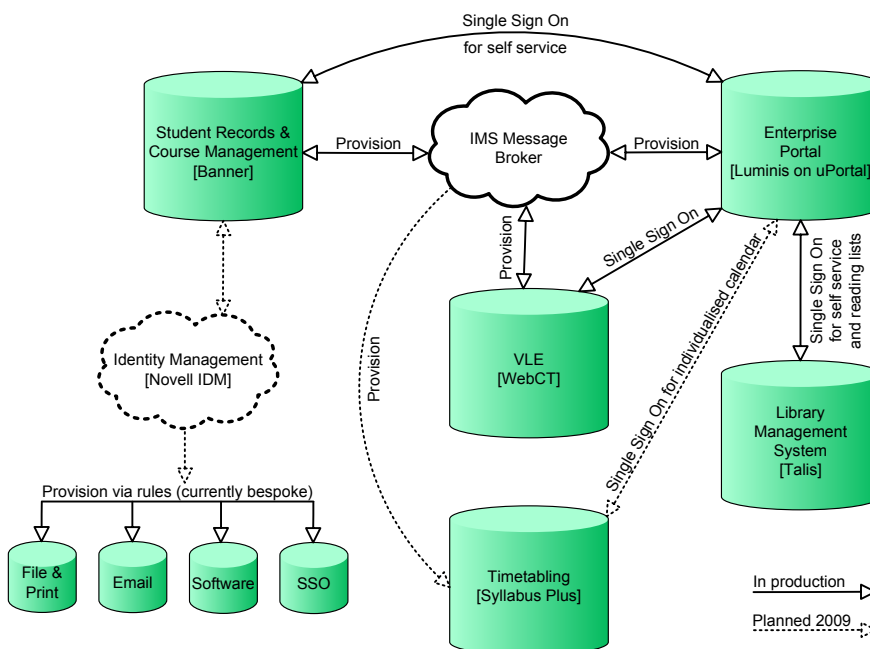 Single Sign On
for self service
Student Records &
Course Management
[Banner]
Provision
IMS Message
Broker
Provision
Enterprise
Portal
[Luminis on uPortal]
Provision
Single Sign On
Single Sign On for individualised calendar
Single Sign On
for self service
and reading lists
Identity Management
[Novell IDM]
Provision
VLE
[WebCT]
Library
Management
System
[Talis]
Provision via rules (currently bespoke)
File &
Print
Email
Software
SSO
Timetabling
[Syllabus Plus]
In production
Planned 2009